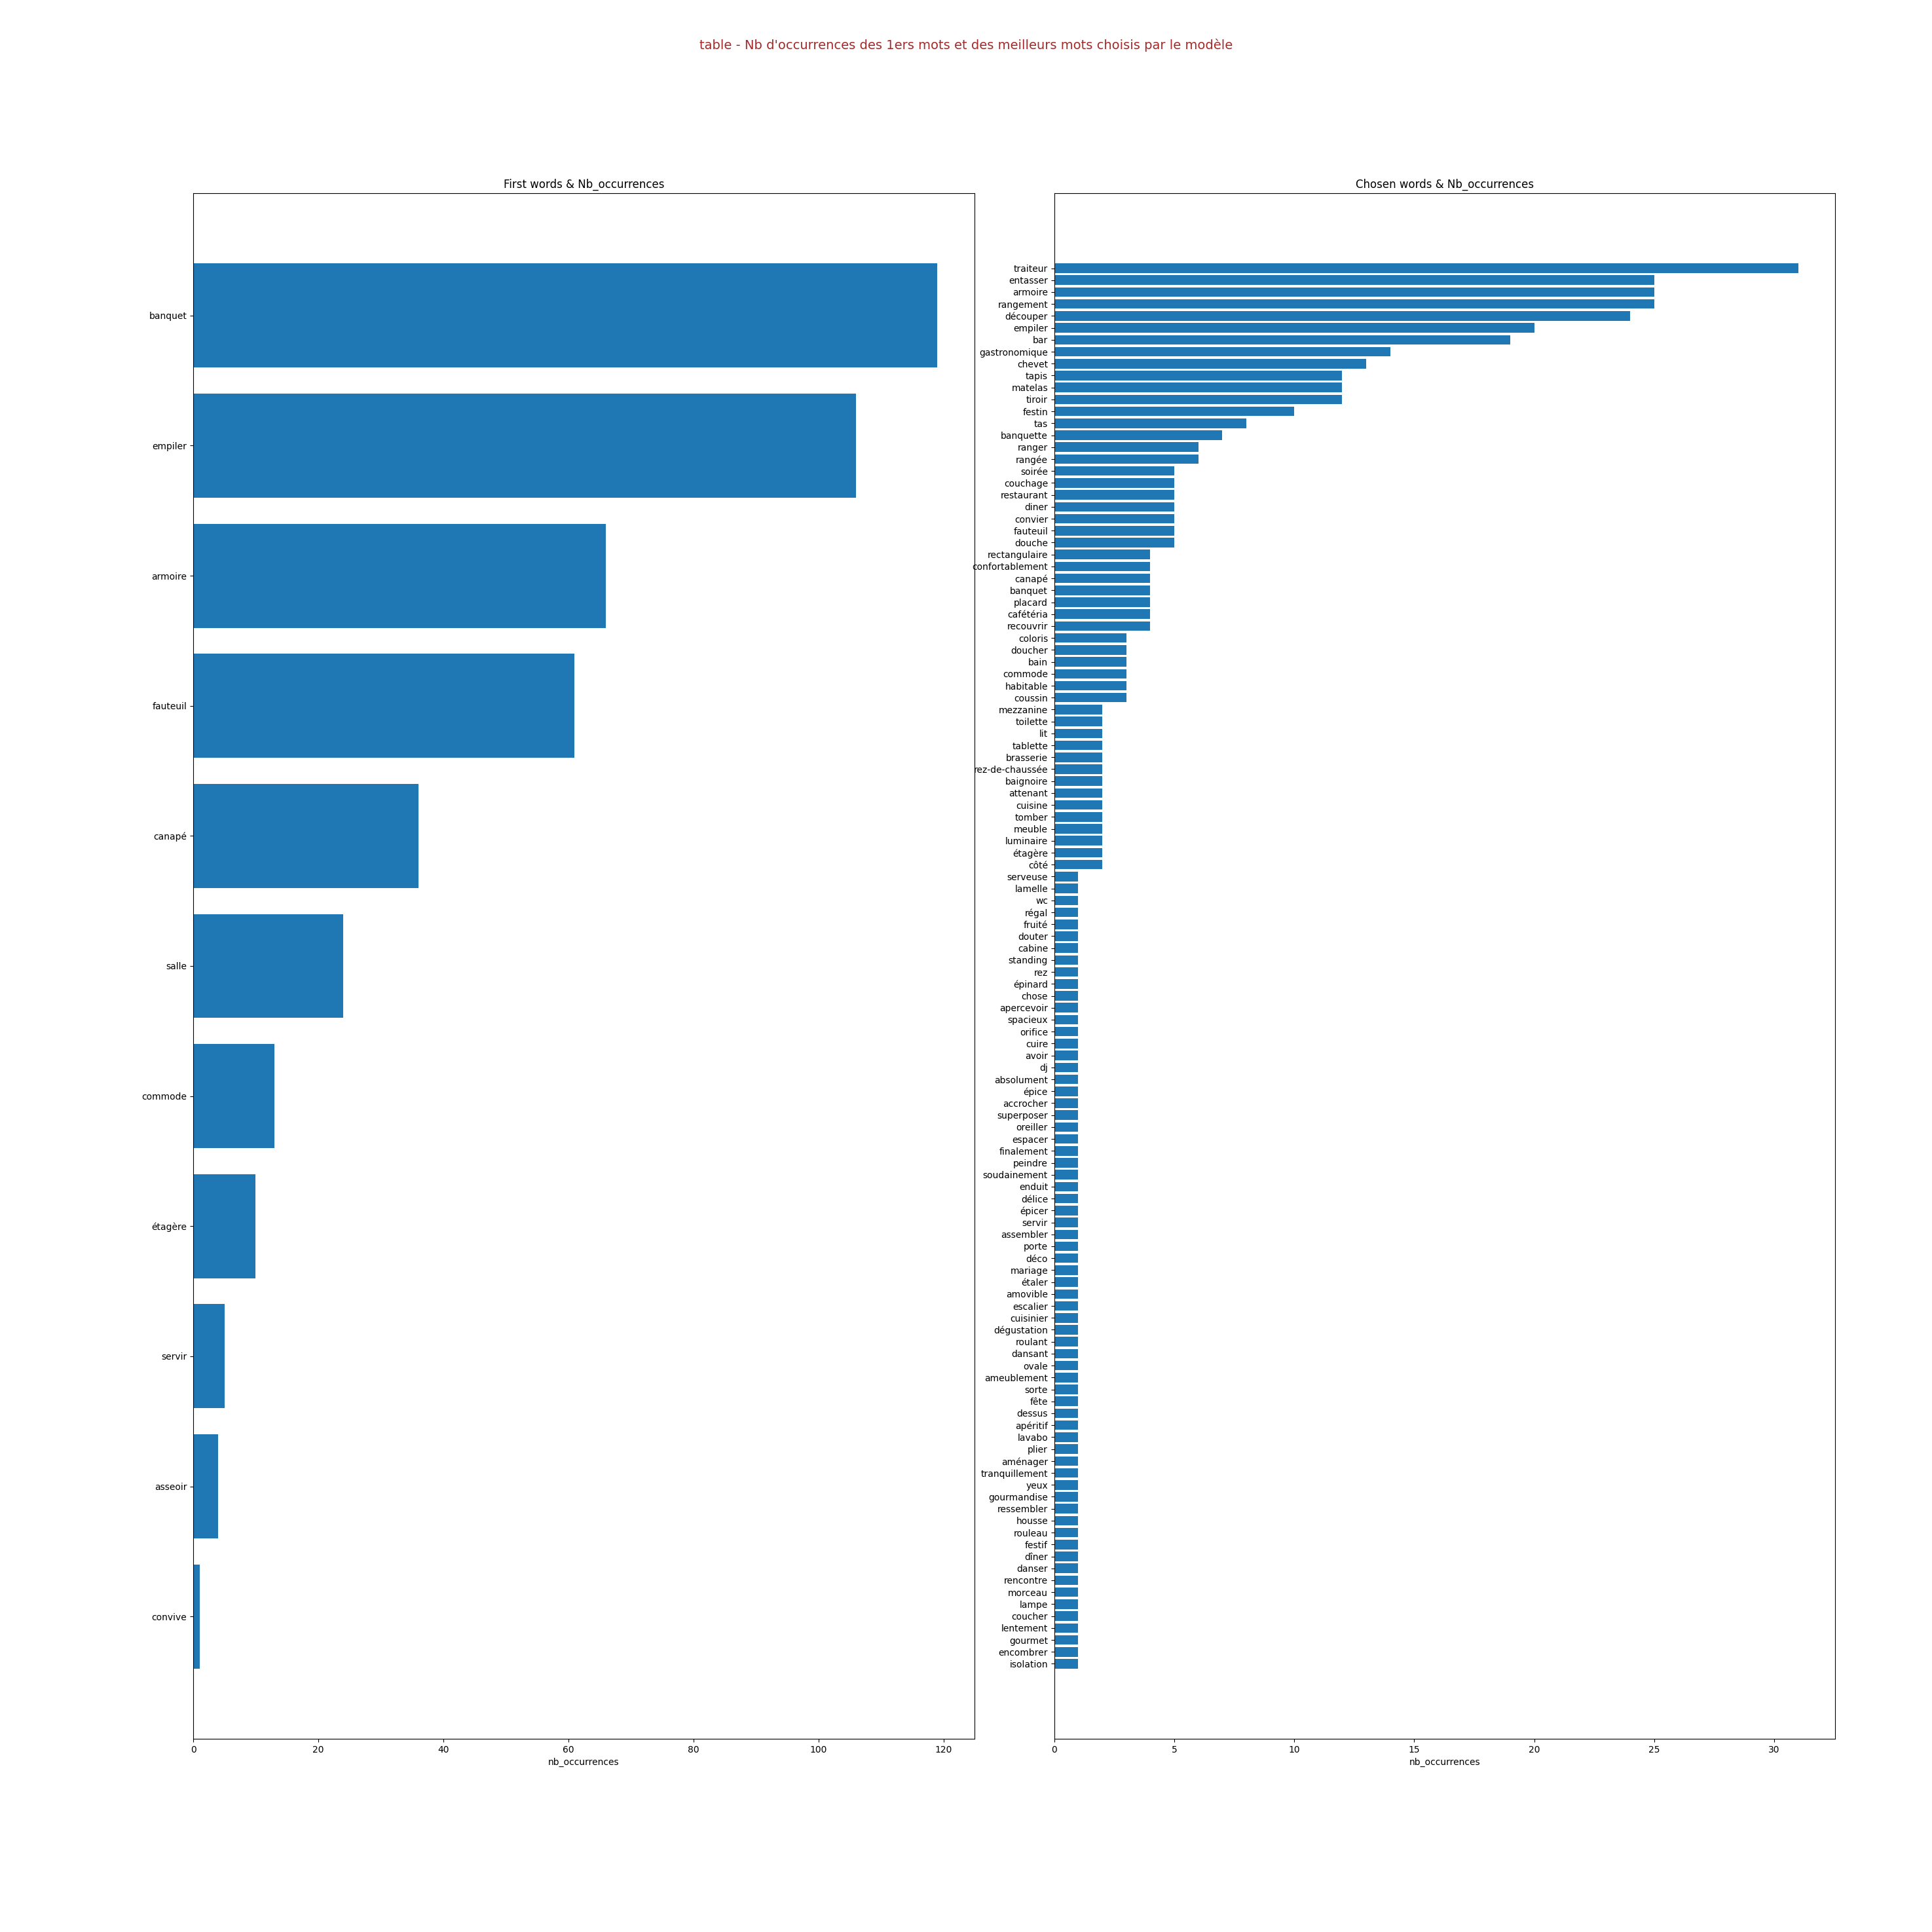 table - Nb d'occurrences des 1ers mots et des meilleurs mots choisis par le modèle
First words & Nb_occurrences
banquet
empiler
armoire
fauteuil
canapé
salle
commode
étagère
servir
asseoir
convive
0 20 40 60 80 100 120
nb_occurrences
Chosen words & Nb_occurrences
traiteur
entasser
armoire
rangement
découper
empiler
bar
gastronomique
chevet
tapis
matelas
tiroir
festin
tas
banquette
ranger
rangée
soirée
couchage
restaurant
diner
convier
fauteuil
douche
rectangulaire
confortablement
canapé
banquet
placard
cafétéria
recouvrir
coloris
doucher
bain
commode
habitable
coussin
mezzanine
toilette
lit
tablette
brasserie
rez-de-chaussée
baignoire
attenant
cuisine
tomber
meuble
luminaire
étagère
côté
serveuse
lamelle
wc
régal
fruité
douter
cabine
standing
rez
épinard
chose
apercevoir
spacieux
orifice
cuire
avoir
dj
absolument
épice
accrocher
superposer
oreiller
espacer
finalement
peindre
soudainement
enduit
délice
épicer
servir
assembler
porte
déco
mariage
étaler
amovible
escalier
cuisinier
dégustation
roulant
dansant
ovale
ameublement
sorte
fête
dessus
apéritif
lavabo
plier
aménager
tranquillement
yeux
gourmandise
ressembler
housse
rouleau
festif
dîner
danser
rencontre
morceau
lampe
coucher
lentement
gourmet
encombrer
isolation
0 5 10 15 20 25 30
nb_occurrences